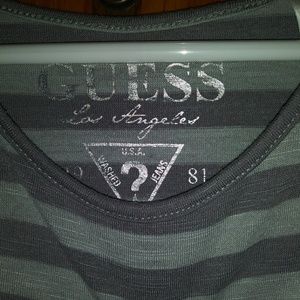 GUESS
Los Angeles
U.S.A.
WASHED ? JEANS
81